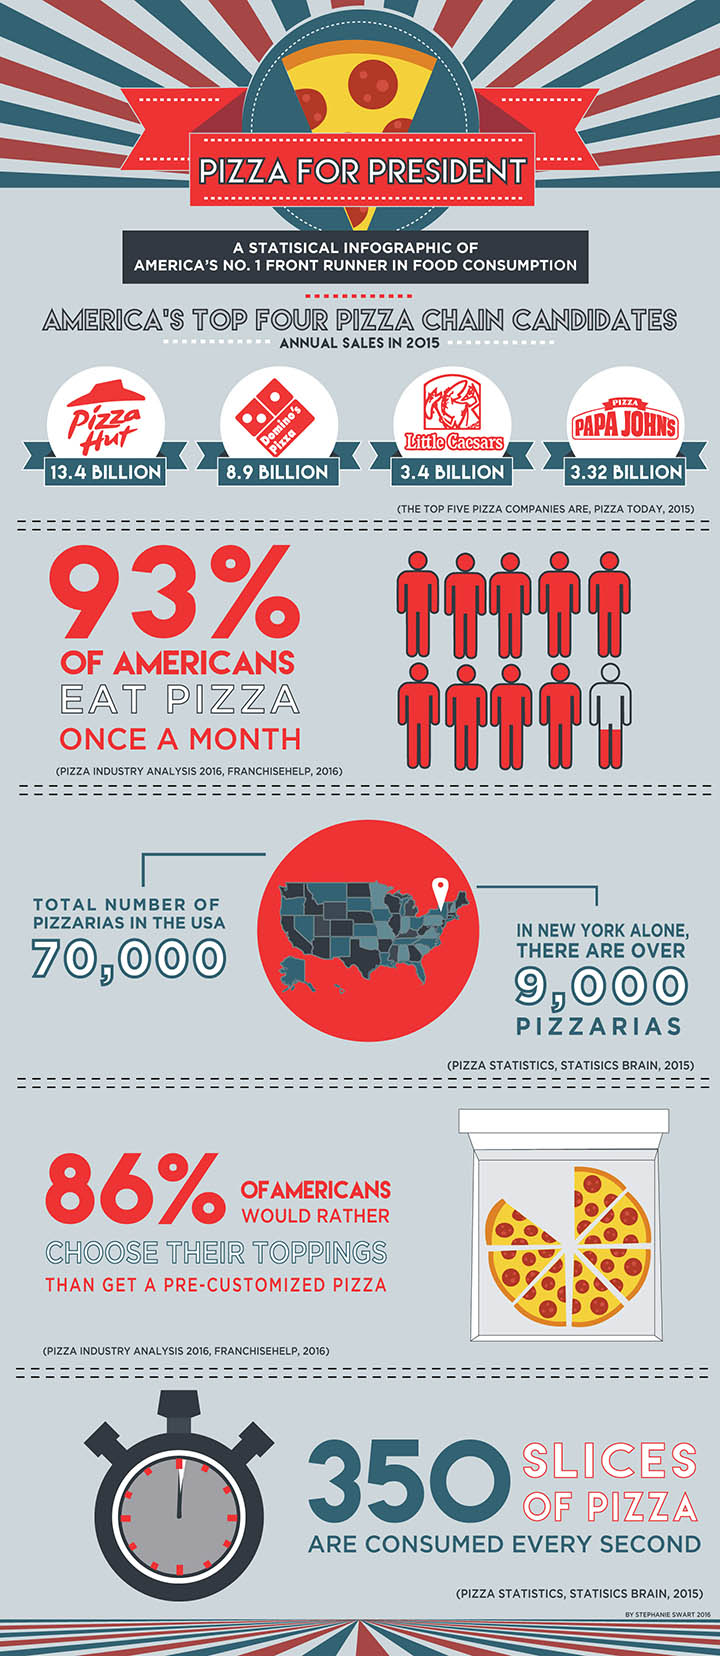 PIZZA FOR PRESIDENT
A STATISICAL INFOGRAPHIC OF
AMERICA'S NO. 1 FRONT RUNNER IN FOOD CONSUMPTION
AMERICA'S TOP FOUR PIZZA CHAIN CANDIDATES
ANNUAL SALES IN 2015
Pizza
Hut
13.4 BILLION
Domino's
Pizza
8.9 BILLION
Little Caesars
3.4 BILLION
PIZZA
PAPA JOHNS
3.32 BILLION
(THE TOP FIVE PIZZA COMPANIES ARE, PIZZA TODAY, 2015)
93%
OF AMERICANS
EAT PIZZA
ONCE A MONTH
(PIZZA INDUSTRY ANALYSIS 2016, FRANCHISEHELP, 2016)
TOTAL NUMBER OF
PIZZARIAS IN THE USA
70,000
IN NEW YORK ALONE,
THERE ARE OVER
9,000
PIZZARIAS
(PIZZA STATISTICS, STATISICS BRAIN, 2015)
86%
OF AMERICANS
WOULD RATHER
CHOOSE THEIR TOPPINGS
THAN GET A PRE-CUSTOMIZED PIZZA
(PIZZA INDUSTRY ANALYSIS 2016, FRANCHISEHELP, 2016)
350
SLICES
OF PIZZA
ARE CONSUMED EVERY SECOND
(PIZZA STATISTICS, STATISICS BRAIN, 2015)
BY STEPHANIE SWART 2016